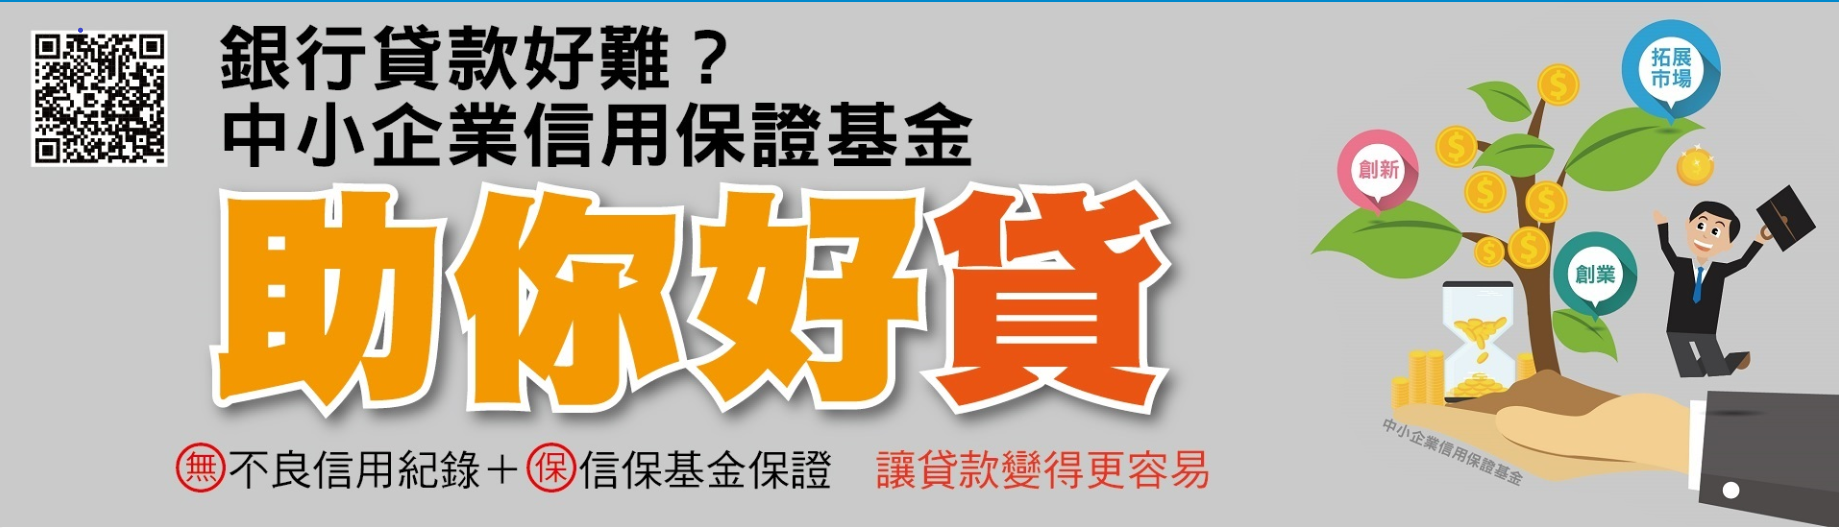 銀行貸款好難？
中小企業信用保證基金
助你好貸
無不良信用紀錄＋保信保基金保證 讓貸款變得更容易
拓展
市場
創新
創業
中小企業信用保證基金